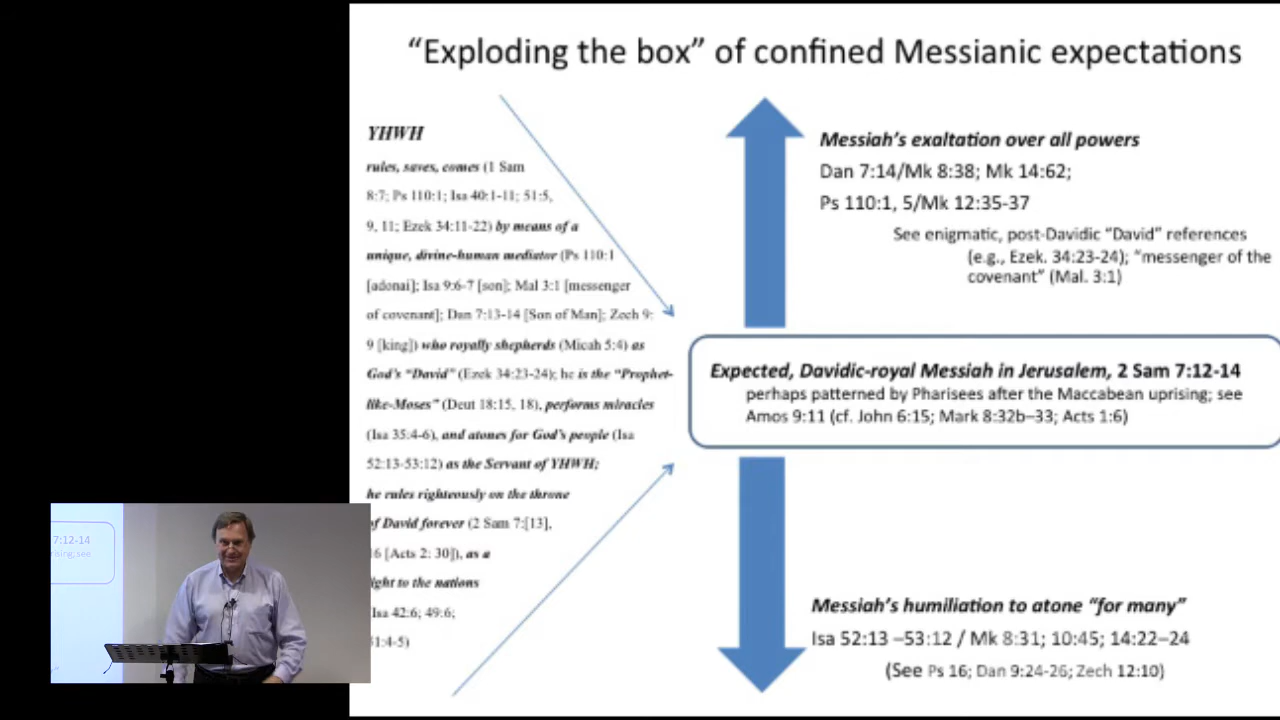 “Exploding the box” of confined Messianic expectations
YHWH
rules, saves, comes (1 Sam
8:7; Ps 110:1; Isa 40:1-11; 51:5,
9, 11; Ezek 34:11-22) by means of a
unique, divine-human mediator (Ps 110:1
[adonai]; Isa 9:6-7 [son]; Mal 3:1 [messenger
of covenant]; Dan 7:13-14 [Son of Man]; Zech 9:
9 [king]) who royally shepherds (Micah 5:4) as
God’s “David” (Ezek 34:23-24); he is the “Prophet-
like-Moses” (Deut 18:15, 18), performs miracles
(Isa 35:4-6), and atones for God’s people (Isa
52:13-53:12) as the Servant of YHWH;
he rules righteously on the throne
of David forever (2 Sam 7:[13],
16 [Acts 2: 30]), as a
ight to the nations
Isa 42:6; 49:6;
51:4-5)
Messiah’s exaltation over all powers
Dan 7:14/Mk 8:38; Mk 14:62;
Ps 110:1, 5/Mk 12:35-37
See enigmatic, post-Davidic “David” references
(e.g., Ezek. 34:23-24); “messenger of the
covenant” (Mal. 3:1)
Expected, Davidic-royal Messiah in Jerusalem, 2 Sam 7:12-14
perhaps patterned by Pharisees after the Maccabean uprising; see
Amos 9:11 (cf. John 6:15; Mark 8:32b–33; Acts 1:6)
Messiah’s humiliation to atone “for many”
Isa 52:13 –53:12 / Mk 8:31; 10:45; 14:22–24
(See Ps 16; Dan 9:24-26; Zech 12:10)
7:12-14
ising; see